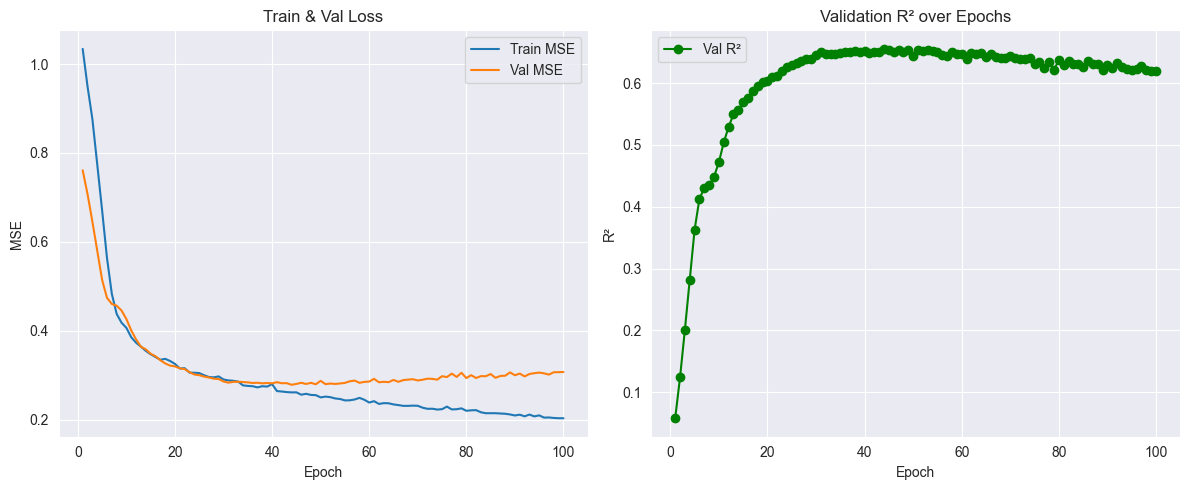 Train & Val Loss
Train MSE
Val MSE
MSE
1.0
0.8
0.6
0.4
0.2
0
20
40
60
80
100
Epoch
Validation R² over Epochs
Val R²
R²
0.6
0.5
0.4
0.3
0.2
0.1
0
20
40
60
80
100
Epoch